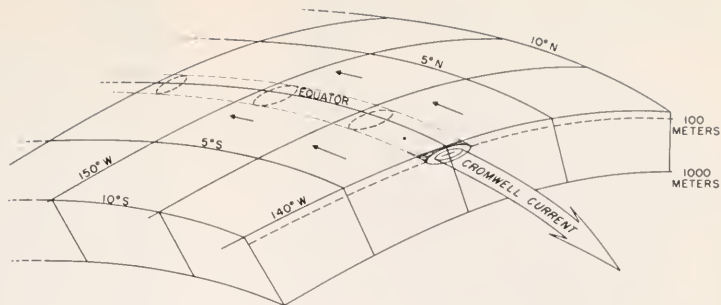 10° N
5° N
EQUATOR
5° S
150° W
10° S
140° W
100
METERS
1000
METERS
CROMWELL CURRENT